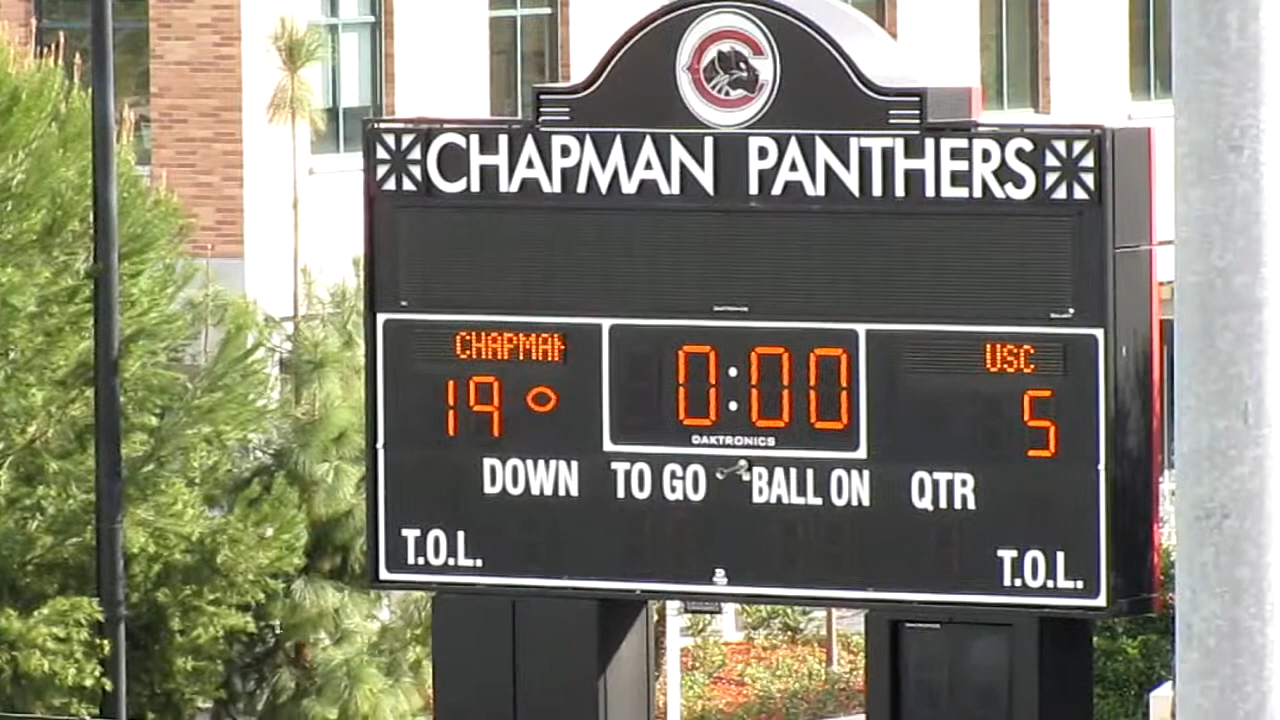 CHAPMAN PANTHERS
CHAPMAN
USC
19
0:00
5
DAKTRONICS
DOWN TO GO BALL ON QTR
T.O.L.
T.O.L.